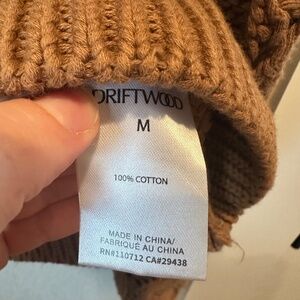 DRIFTWOOD
M
100% COTTON
MADE IN CHINA/
FABRIQUÉ AU CHINA
RN#110712 CA#29438